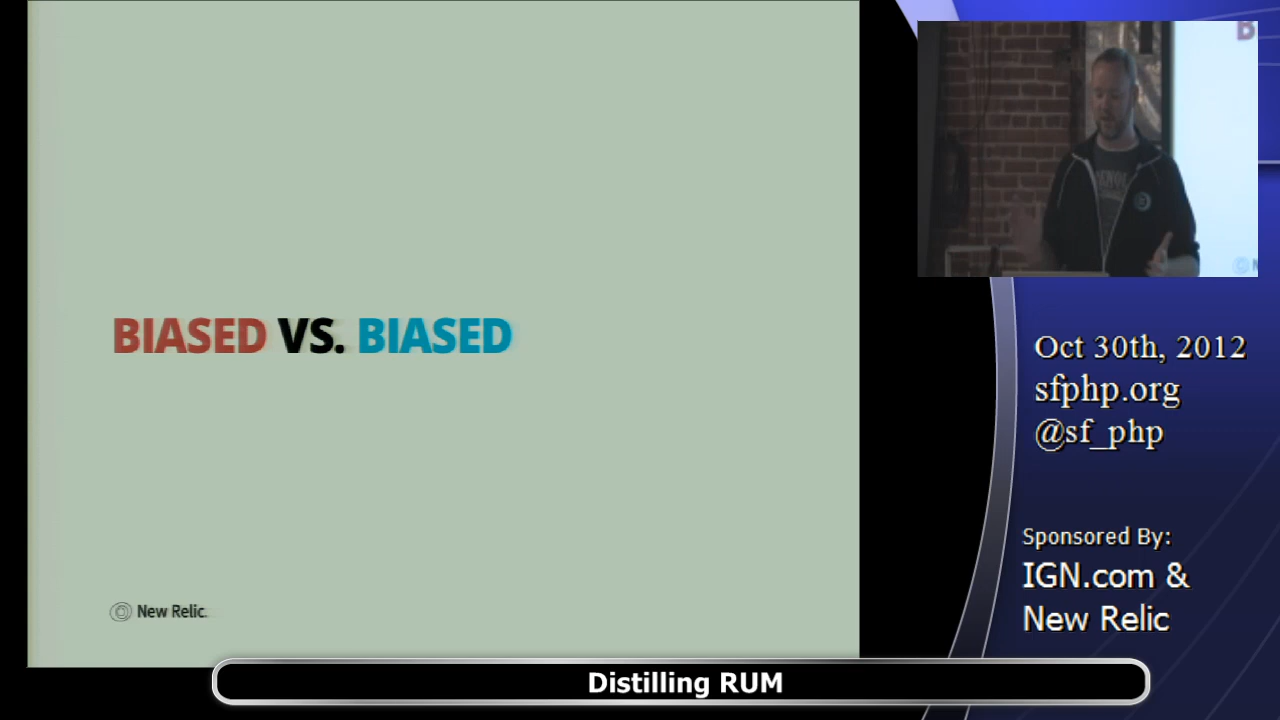 BIASED VS. BIASED
New Relic.
B
Oct 30th, 2012
sfphp.org
@sf_php
Sponsored By:
IGN.com &
New Relic
Distilling RUM